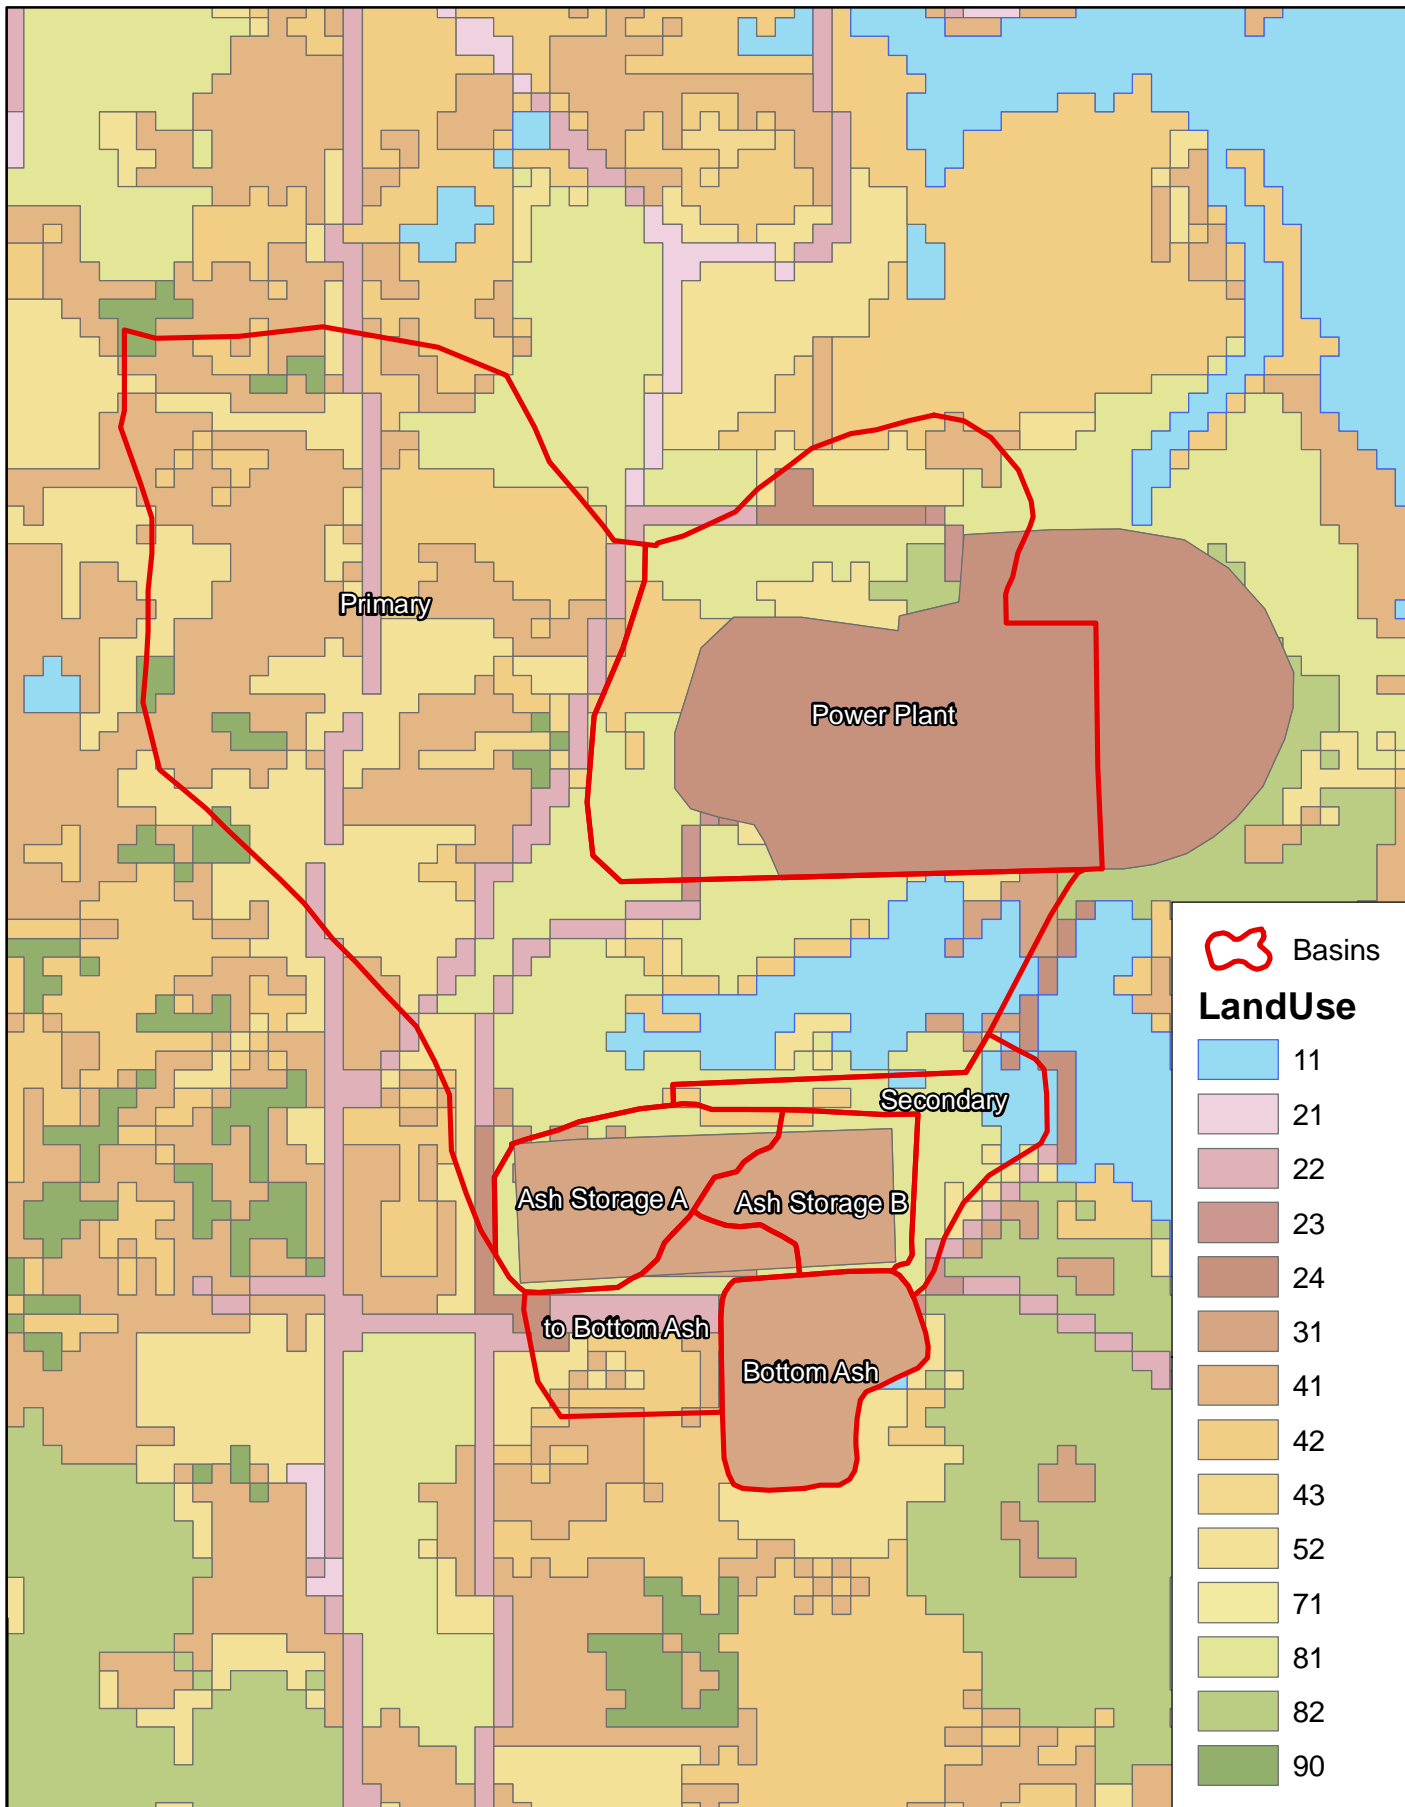 Primary
Power Plant
Secondary
Ash Storage A
Ash Storage B
to Bottom Ash
Bottom Ash
Basins
LandUse
11
21
22
23
24
31
41
42
43
52
71
81
82
90